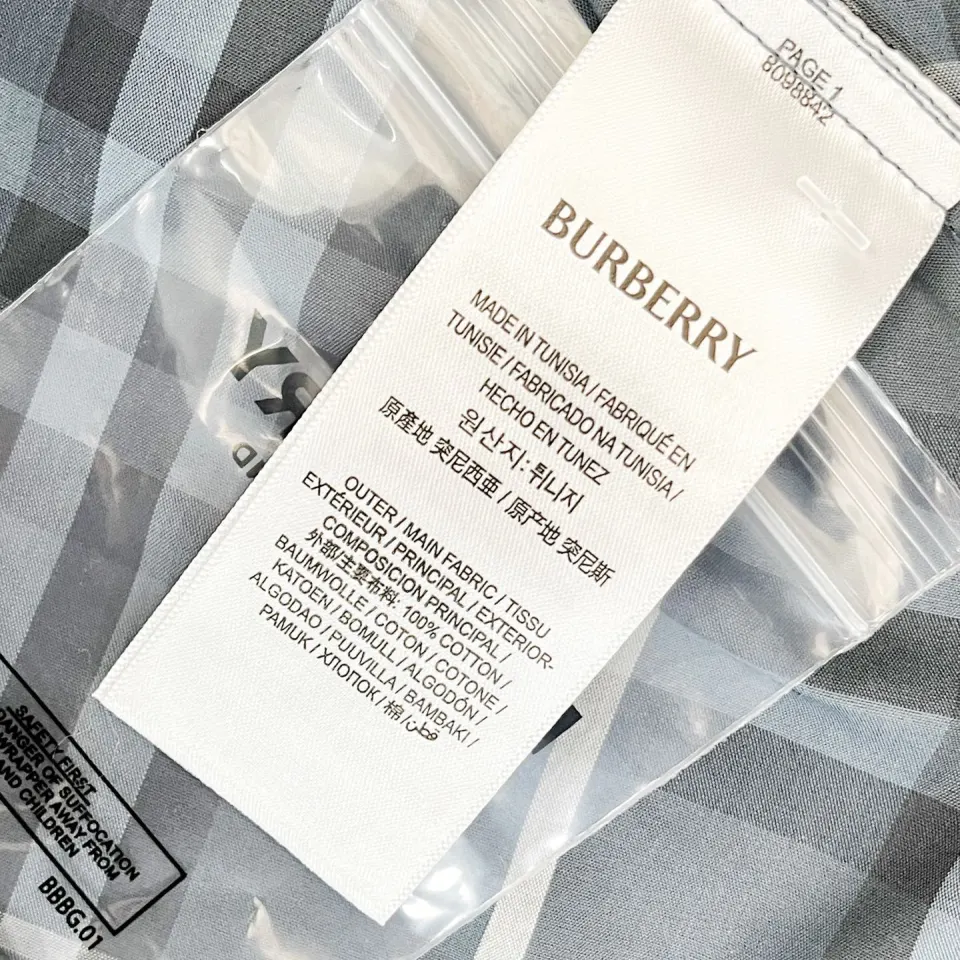 PAGE 1
8098842
BURBERRY
MADE IN TUNISIA / FABRIQUÉ EN
TUNISIE / FABRICADO NA TUNISIA /
HECHO EN TUNEZ
원산지: 튀니지
原產地 突尼西亜 / 原产地 突尼斯
OUTER / MAIN FABRIC / TISSU
EXTÉRIEUR / PRINCIPAL / EXTERIOR-
COMPOSICION PRINCIPAL /
外部/主要布料: 100% COTTON /
BAUMWOLLE / COTON / COTONE /
KATOEN / BOMULL / ALGODÓN /
ALGODAO / PUUVILLA / BAMBAKI /
PAMUK / ХЛОПОК / 棉/قطن
SAFETY FIRST
DANGER OF SUFFOCATION
WRAPPER AWAY FROM
AND CHILDREN
BBBG.01